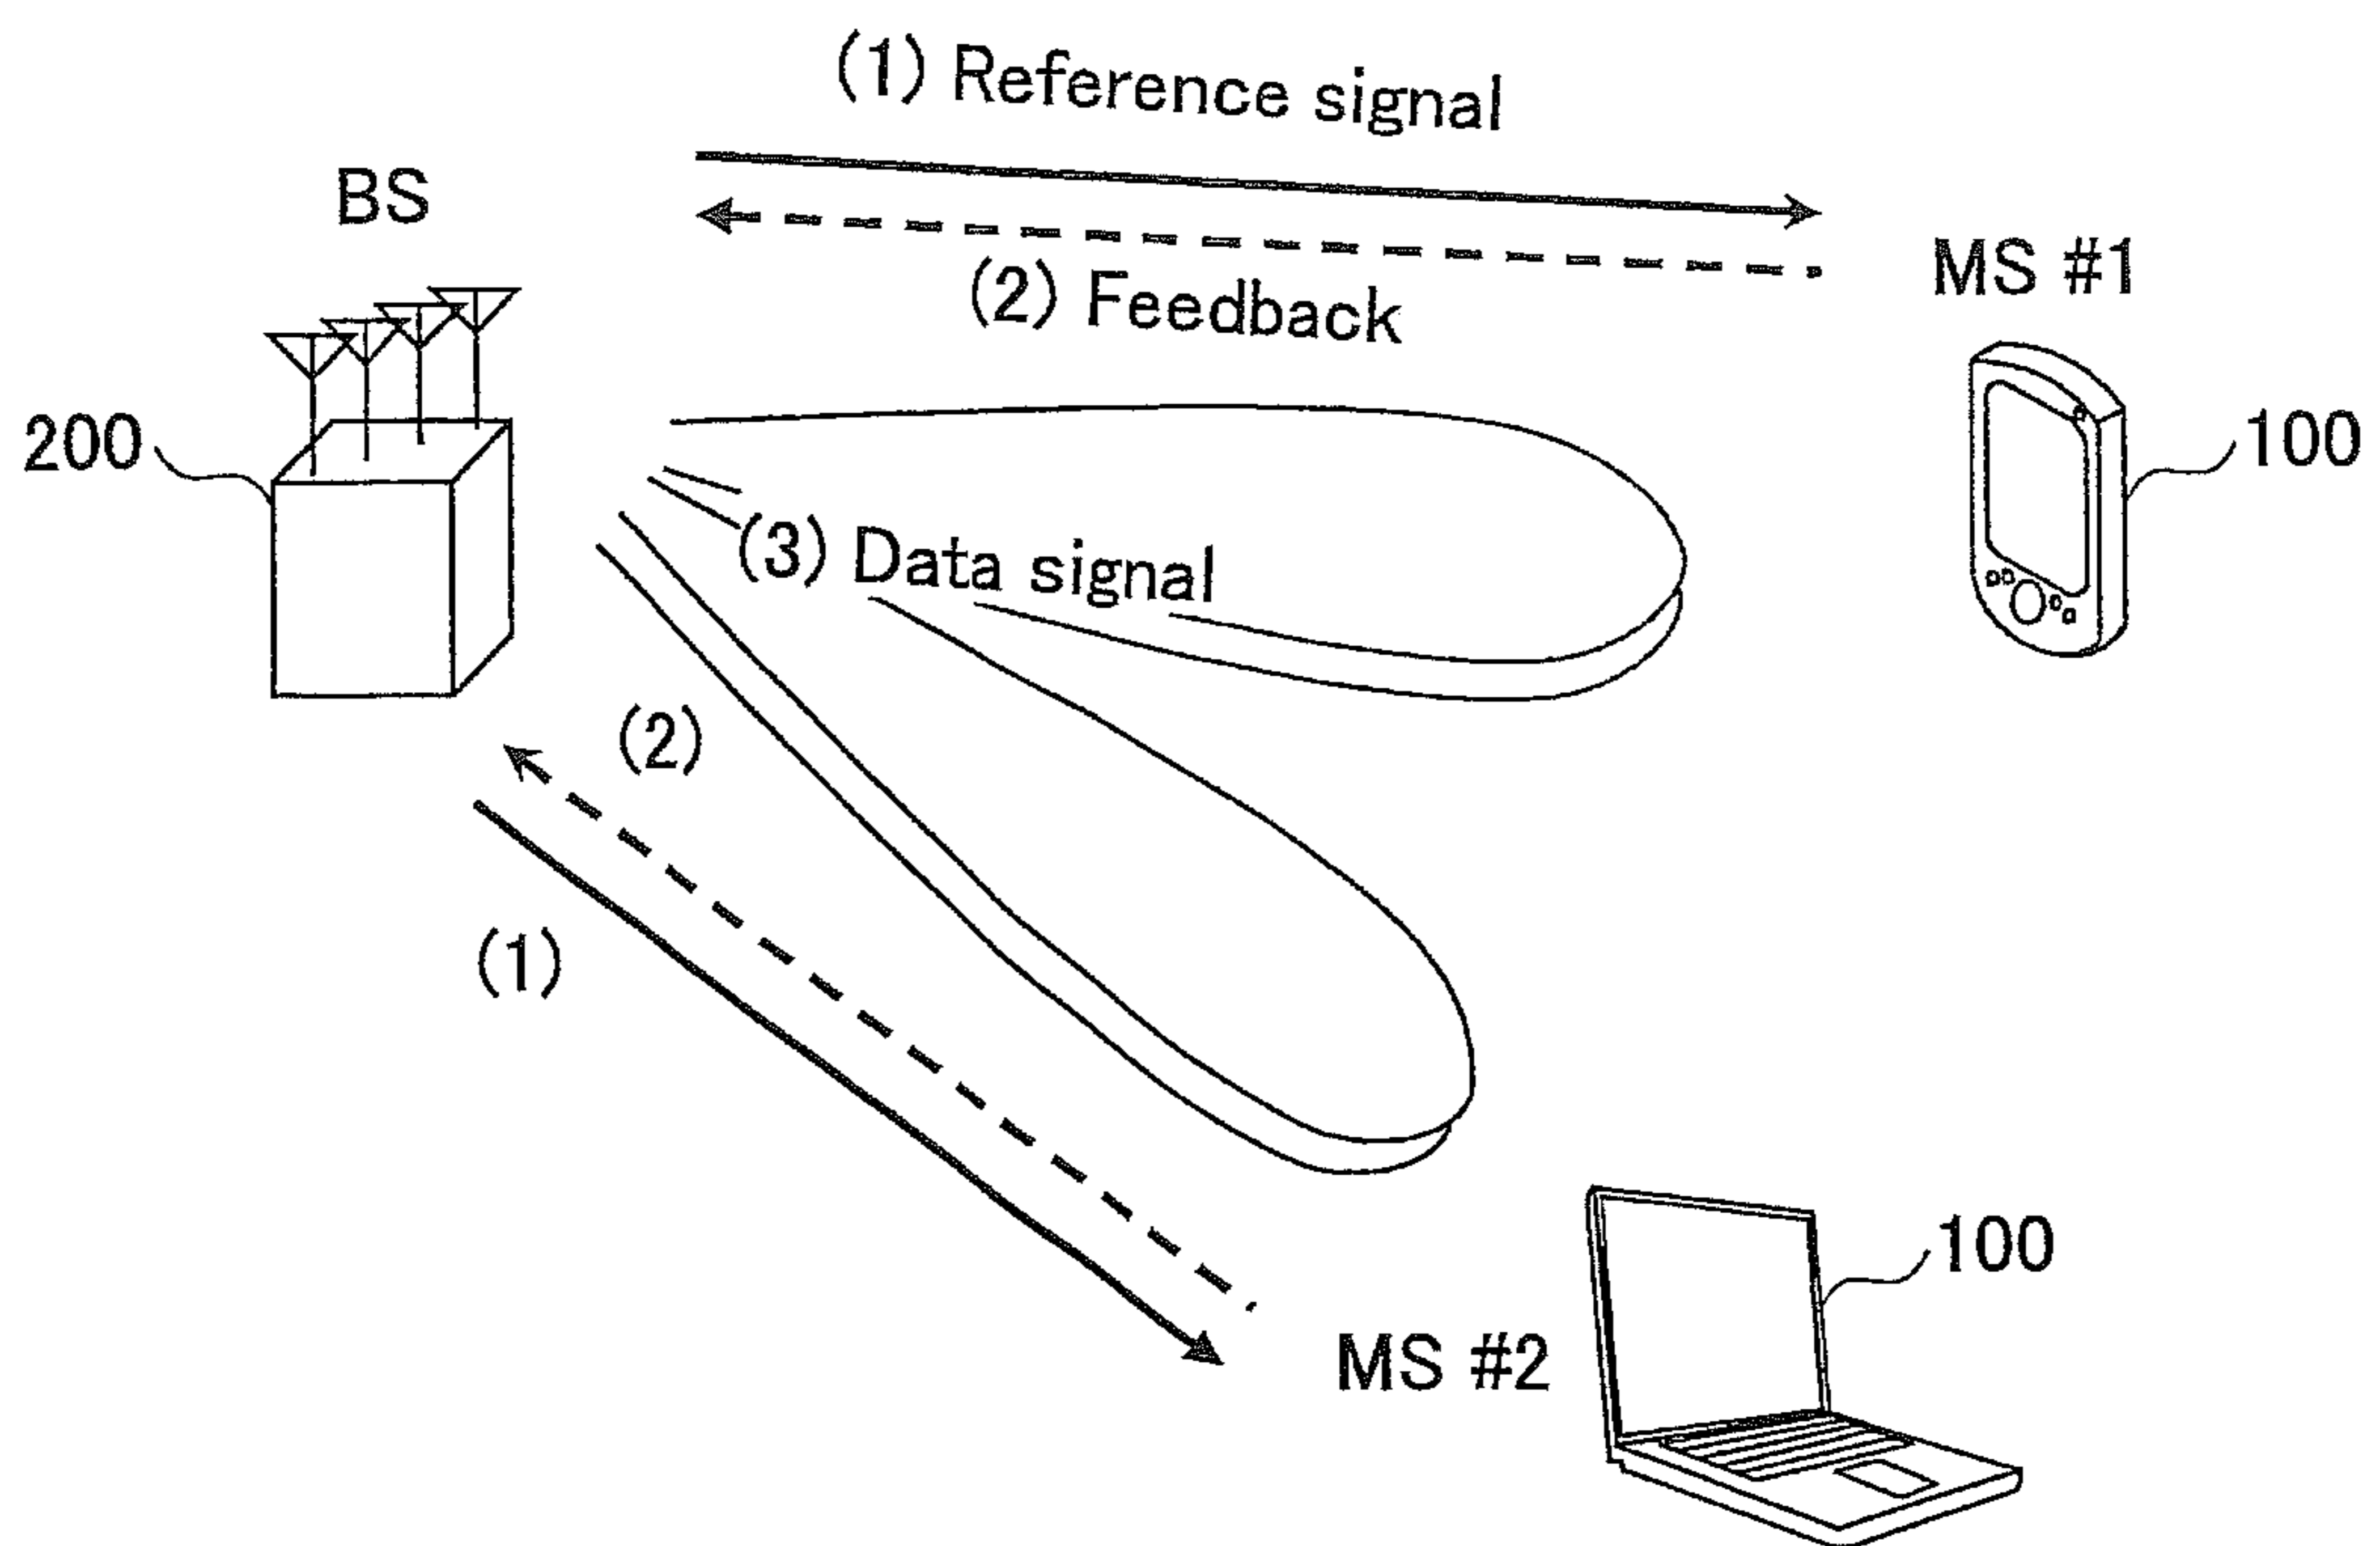 (1) Reference signal
BS
MS #1
(2) Feedback
200
100
(3) Data signal
(2)
(1)
100
MS #2